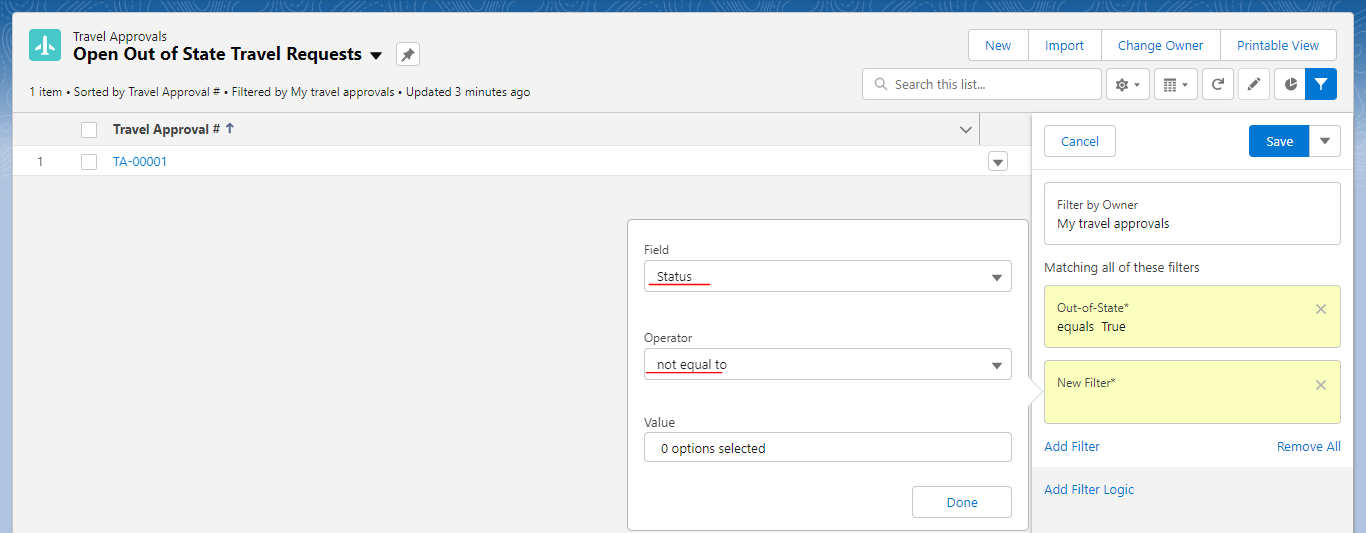 Travel Approvals
Open Out of State Travel Requests
New
Import
Change Owner
Printable View
1 item • Sorted by Travel Approval # • Filtered by My travel approvals • Updated 3 minutes ago
Search this list...
Travel Approval #
1
TA-00001
Cancel
Save
Filter by Owner
My travel approvals
Matching all of these filters
Out-of-State*
equals True
New Filter*
Add Filter
Remove All
Add Filter Logic
Field
Status
Operator
not equal to
Value
0 options selected
Done